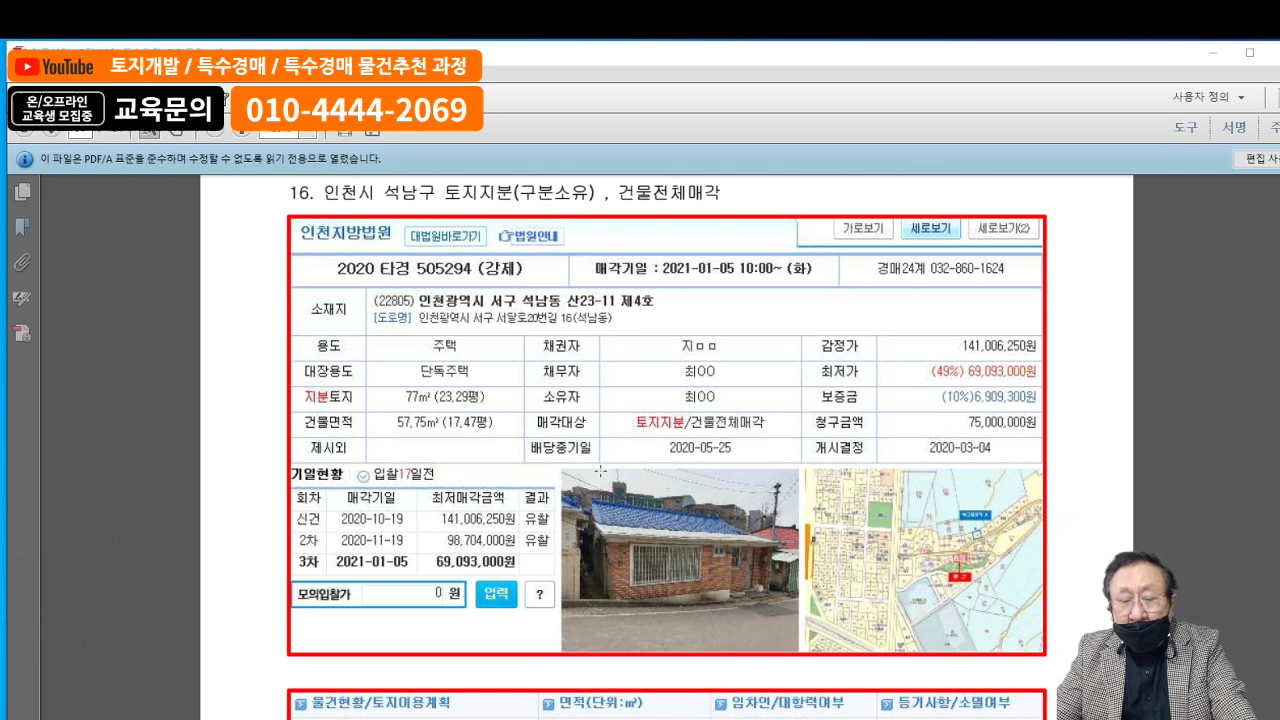 YouTube 토지개발 / 특수경매 / 특수경매 물건추천 과정
온/오프라인
교육생 모집중
교육문의 010-4444-2069
사용자 정의
도구 서명
이 파일은 PDF/A 표준을 준수하며 수정할 수 없도록 읽기 전용으로 열렸습니다.
편집 사
16. 인천시 석남구 토지지분(구분소유) , 건물전체매각
인천지방법원 대법원바로가기 법원안내 가로보기 세로보기 세로보기(2)
2020 타경 505294 (강제) 매각기일 : 2021-01-05 10:00~ (화) 경매24계 032-860-1624
소재지 (22805) 인천광역시 서구 석남동 산23-11 제4호
[도로명] 인천광역시 서구 서달로20번길 16(석남동)
용도 주택 채권자 지ㅁㅁ 감정가 141,006,250원
대장용도 단독주택 채무자 최OO 최저가 (49%) 69,093,000원
지분토지 77㎡ (23,29평) 소유자 최OO 보증금 (10%)6,909,300원
건물면적 57.75㎡ (17.47평) 매각대상 토지지분/건물전체매각 청구금액 75,000,000원
제시외 배당종기일 2020-05-25 개시결정 2020-03-04
기일현황 입찰17일전
회차 매각기일 최저매각금액 결과
신건 2020-10-19 141,006,250원 유찰
2차 2020-11-19 98,704,000원 유찰
3차 2021-01-05 69,093,000원
모의입찰가 0 원 입력 ?
물건현황/토지이용계획 면적(단위:㎡) 임차인/대항력여부 등기사항/소멸여부